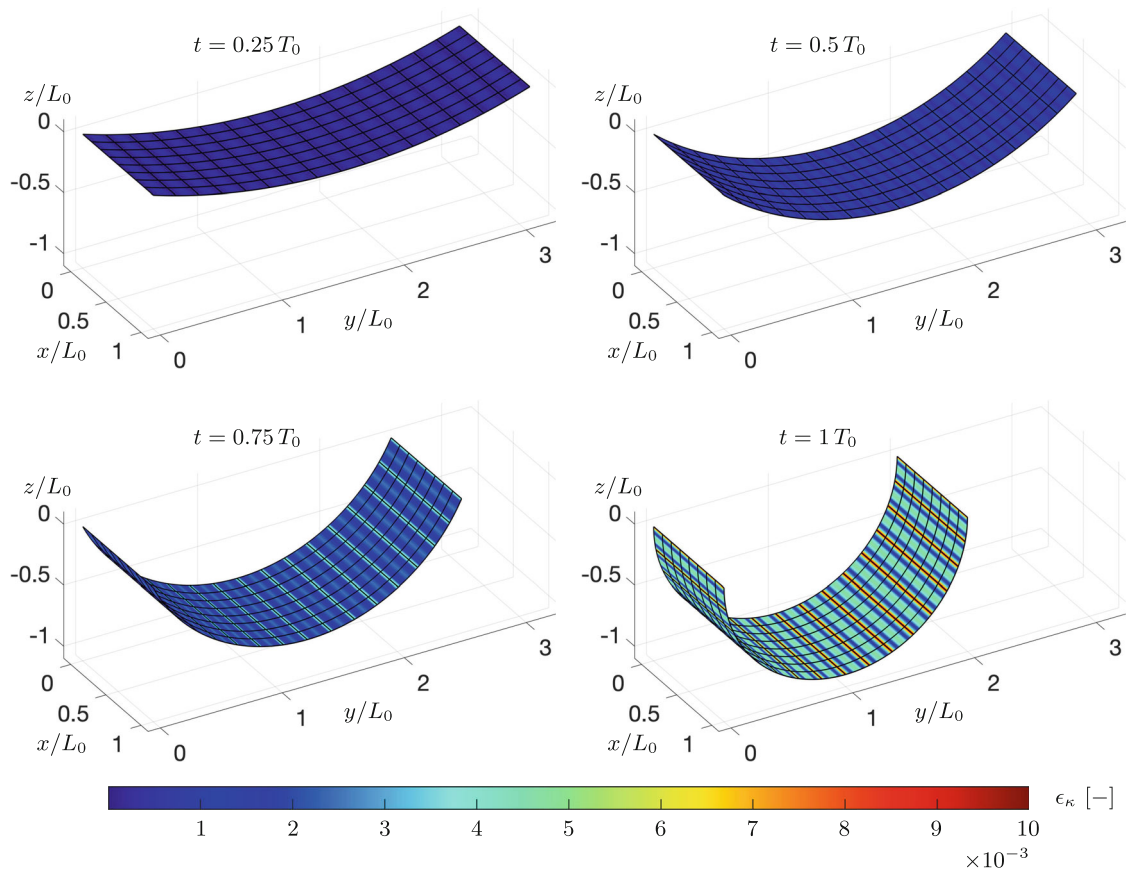 t = 0.25 T₀
z/L₀
0
-0.5
-1
0
0.5
1
x/L₀
0
1
2
3
y/L₀
t = 0.5 T₀
z/L₀
0
-0.5
-1
0
0.5
1
x/L₀
0
1
2
3
y/L₀
t = 0.75 T₀
z/L₀
0
-0.5
-1
0
0.5
1
x/L₀
0
1
2
3
y/L₀
t = 1 T₀
z/L₀
0
-0.5
-1
0
0.5
1
x/L₀
0
1
2
3
y/L₀
1 2 3 4 5 6 7 8 9 10
ϵ_κ [−]
×10⁻³